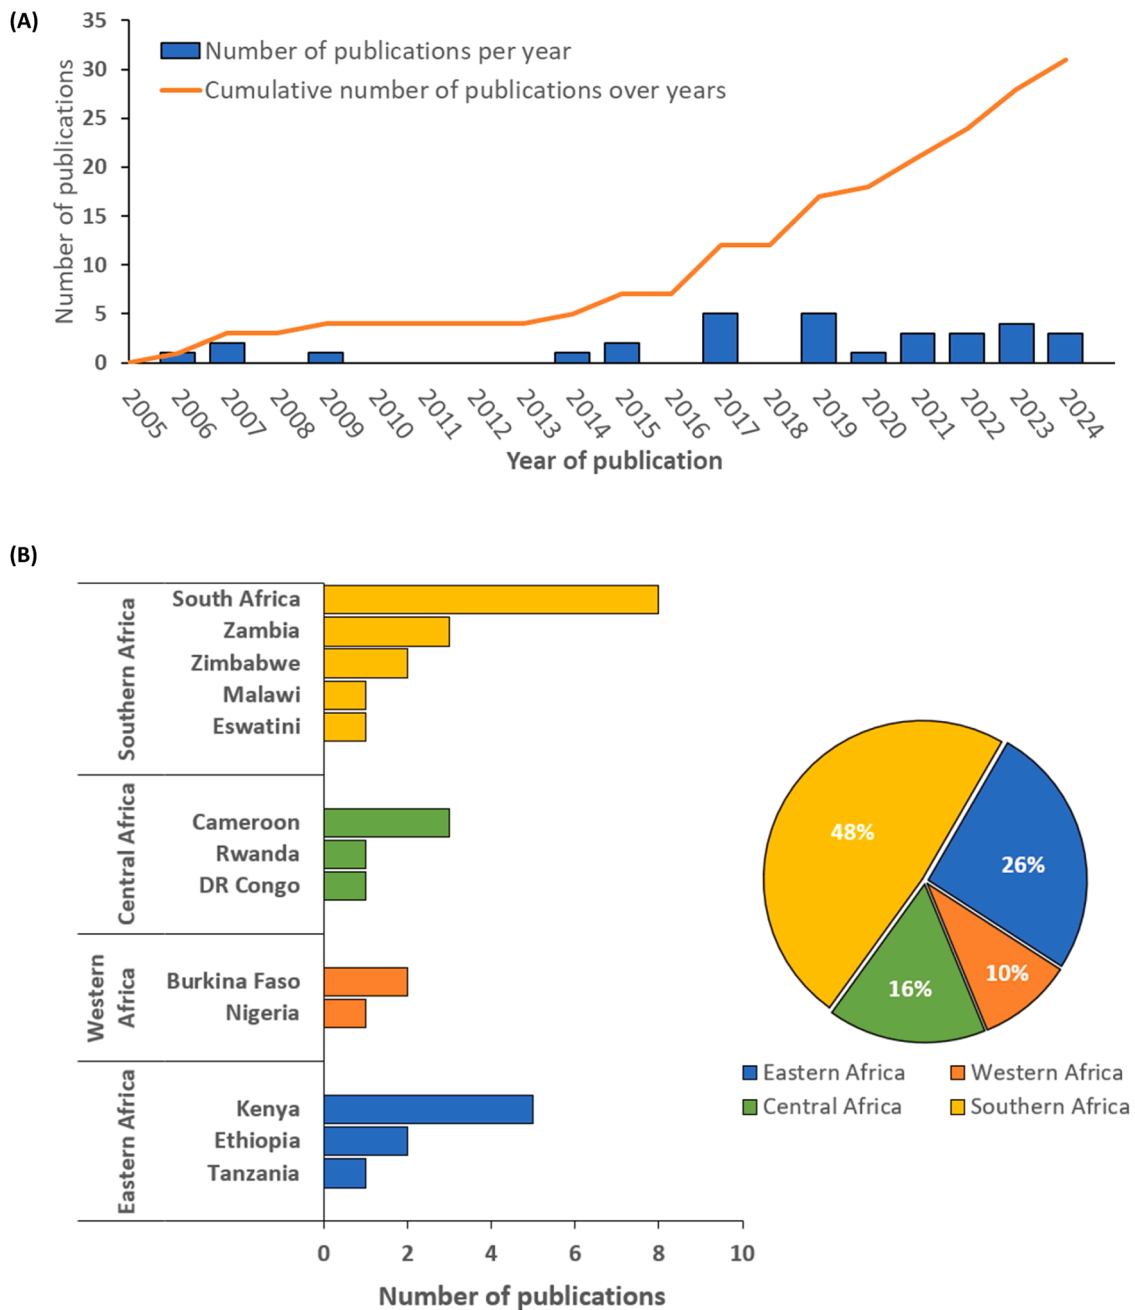 (A)
35
30
25
20
15
10
5
0
Number of publications
Number of publications per year
Cumulative number of publications over years
2005
2006
2007
2008
2009
2010
2011
2012
2013
2014
2015
2016
2017
2018
2019
2020
2021
2022
2023
2024
Year of publication
(B)
Southern Africa
South Africa
Zambia
Zimbabwe
Malawi
Eswatini
Central Africa
Cameroon
Rwanda
DR Congo
Western
Africa
Burkina Faso
Nigeria
Eastern Africa
Kenya
Ethiopia
Tanzania
0 2 4 6 8 10
Number of publications
48%
26%
10%
16%
Eastern Africa
Western Africa
Central Africa
Southern Africa